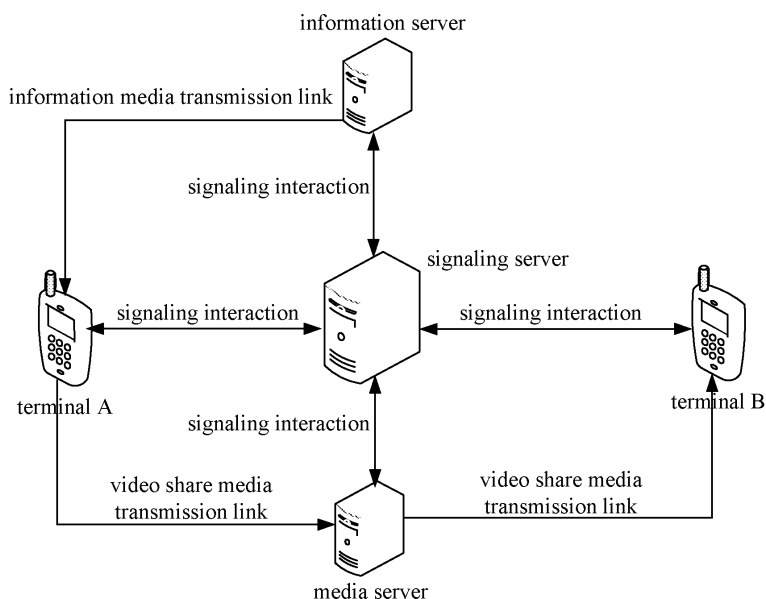 information server
information media transmission link
signaling interaction
signaling server
signaling interaction
signaling interaction
terminal A
terminal B
signaling interaction
video share media
transmission link
video share media
transmission link
media server